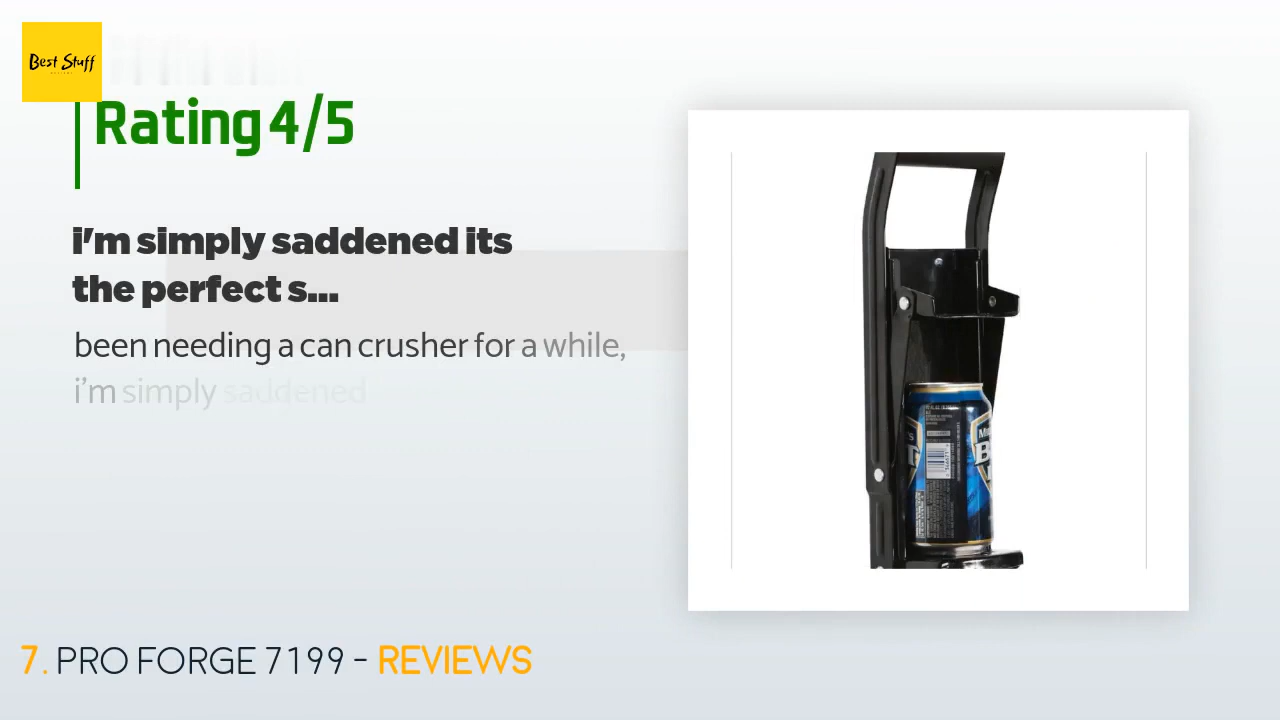 Best Stuff
Rating 4/5
i'm simply saddened its
the perfect s...
been needing a can crusher for a while,
i'm simply saddened
7. PRO FORGE 7199 - REVIEWS